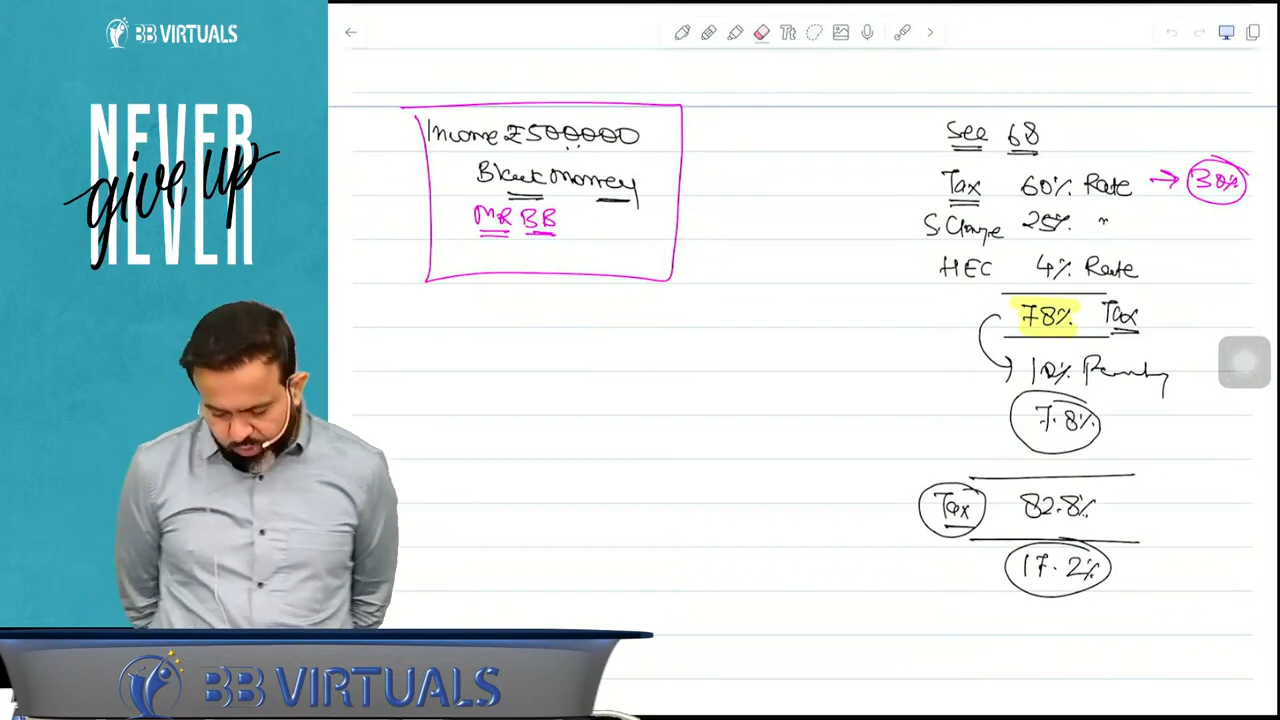 BB VIRTUALS
NEVER
give up
NEVER
Income ₹500000
Black Money
MR BB
Sec 68
Tax 60% Rate → 30%
S. Charge 25% "
HEC 4% Rate
78% Tax
10% Penalty
7.8%
Tax 82.8%
17.2%
BB VIRTUALS